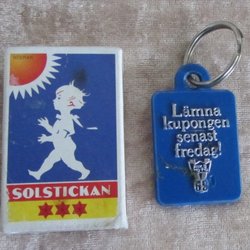 SOLSTICKAN
Lämna
kupongen
senast
fredag!